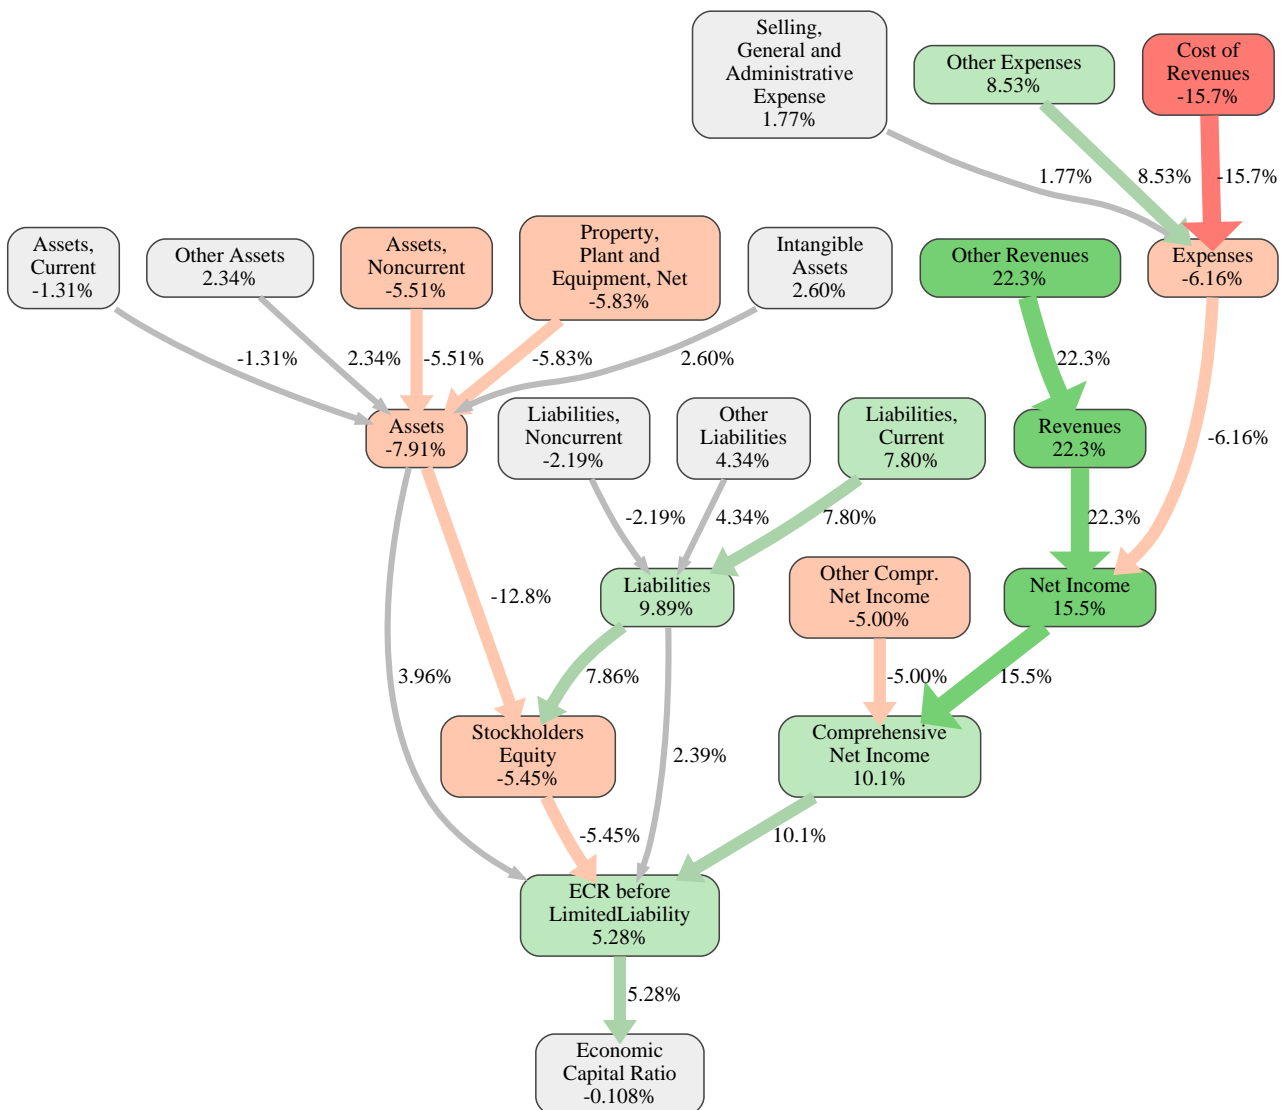 Selling,
General and
Administrative
Expense
1.77%
Other Expenses
8.53%
Cost of
Revenues
-15.7%
1.77%
8.53%
-15.7%
Assets,
Current
-1.31%
Other Assets
2.34%
Assets,
Noncurrent
-5.51%
Property,
Plant and
Equipment, Net
-5.83%
Intangible
Assets
2.60%
Other Revenues
22.3%
Expenses
-6.16%
-1.31%
2.34%
-5.51%
-5.83%
2.60%
22.3%
-6.16%
Assets
-7.91%
Liabilities,
Noncurrent
-2.19%
Other
Liabilities
4.34%
Liabilities,
Current
7.80%
Revenues
22.3%
-2.19%
4.34%
7.80%
22.3%
-12.8%
Liabilities
9.89%
Other Compr.
Net Income
-5.00%
Net Income
15.5%
3.96%
7.86%
-5.00%
15.5%
Stockholders
Equity
-5.45%
2.39%
Comprehensive
Net Income
10.1%
-5.45%
10.1%
ECR before
LimitedLiability
5.28%
5.28%
Economic
Capital Ratio
-0.108%